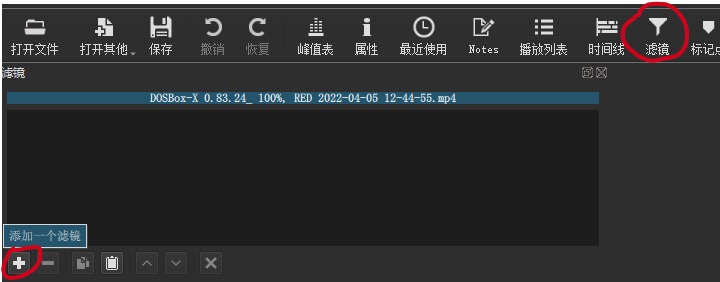 打开文件 打开其他 保存 撤销 恢复 峰值表 属性 最近使用 Notes 播放列表 时间线 滤镜 标记点
滤镜
DOSBox-X 0.83.24_ 100%, RED 2022-04-05 12-44-55.mp4
添加一个滤镜